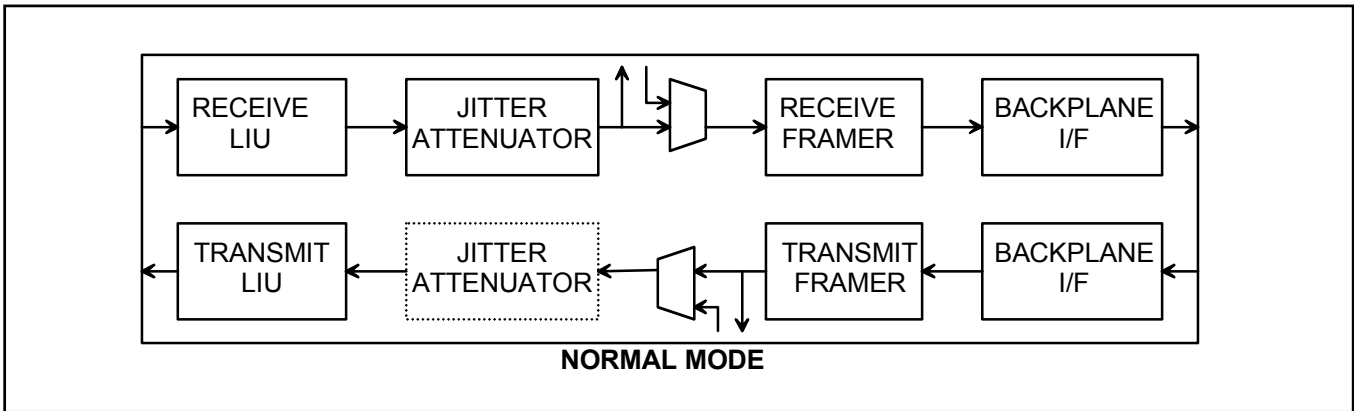 RECEIVE
LIU
JITTER
ATTENUATOR
RECEIVE
FRAMER
BACKPLANE
I/F
TRANSMIT
LIU
JITTER
ATTENUATOR
TRANSMIT
FRAMER
BACKPLANE
I/F
NORMAL MODE